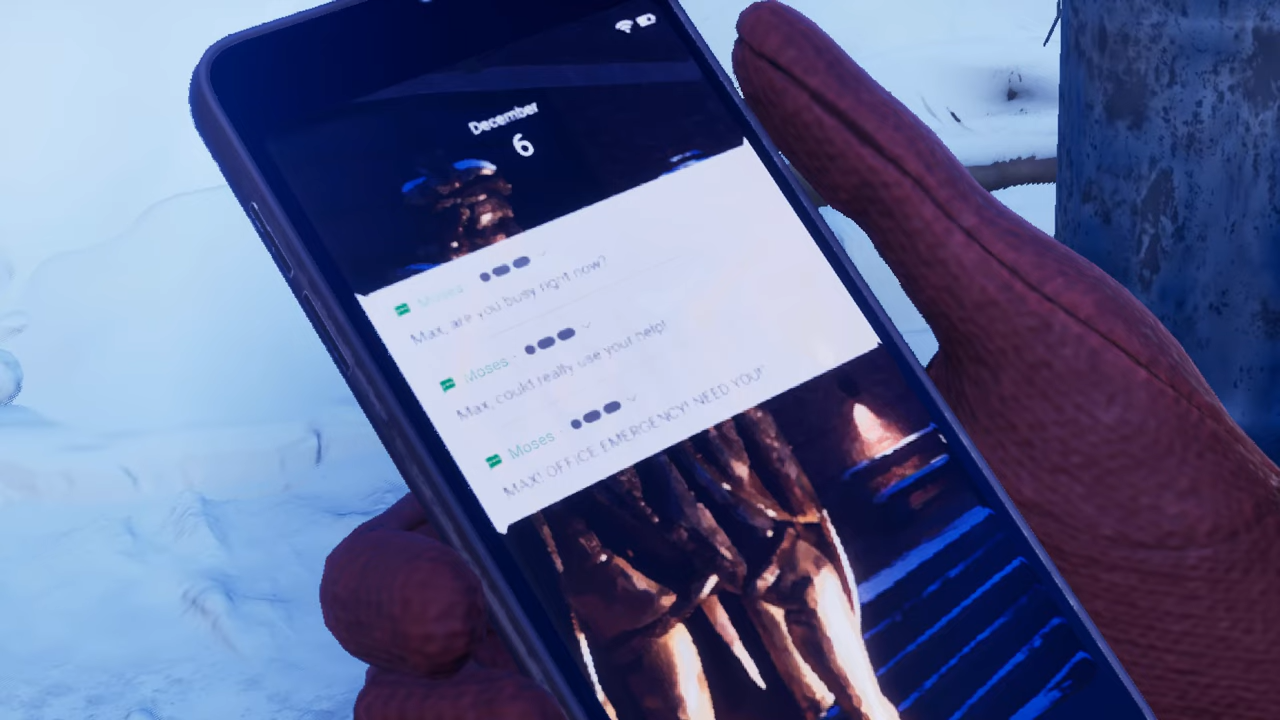 December
6
Moses
Max, are you busy right now?
Moses
Max, could really use your help!
Moses
MAX! OFFICE EMERGENCY! NEED YOU!